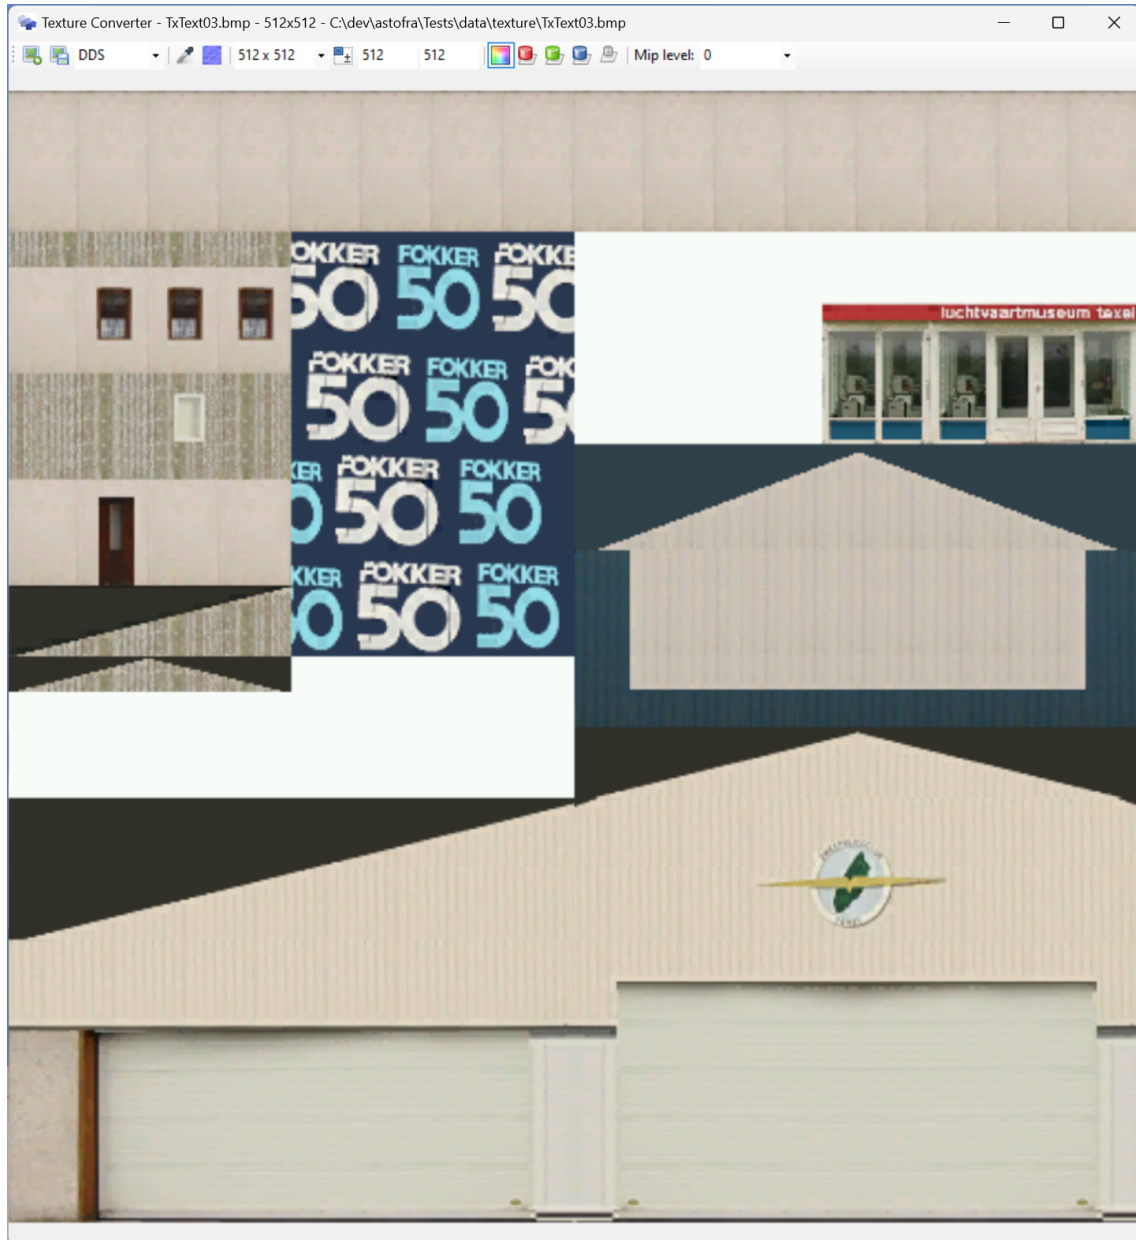 Texture Converter - TxText03.bmp - 512x512 - C:\dev\astofra\Tests\data\texture\TxText03.bmp
DDS 512 x 512 512 512 Mip level: 0
OKKER FOKKER FOKKE
50 50 50
luchtvaartmuseum texel
FOKKER FOKKER FOK
50 50 5
KER FOKKER FOKKER
0 50 50
KKER FOKKER FOKKER
50 50 50
TEXEL